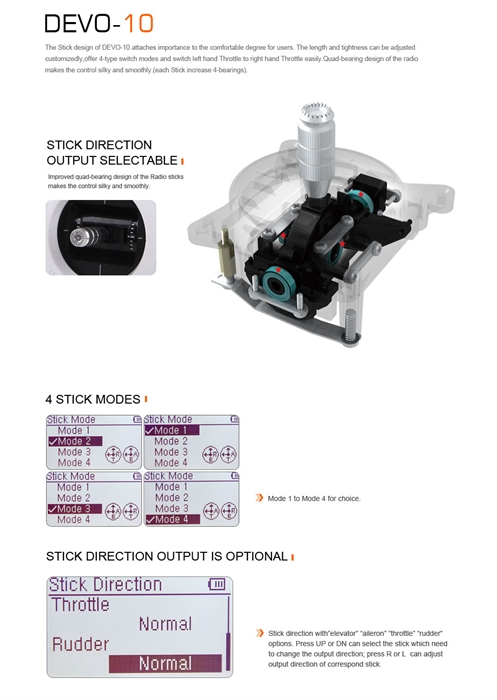 DEVO-10
The Stick design of DEVO-10 attaches importance to the comfortable degree for users. The length and tightness can be adjusted
customizedly,offer 4-type switch modes and switch left hand Throttle to right hand Throttle easily.Quad-bearing design of the radio
makes the control silky and smoothly (each Stick increase 4-bearings).
STICK DIRECTION
OUTPUT SELECTABLE
Improved quad-bearing design of the Radio sticks
makes the control silky and smoothly.
4 STICK MODES
Stick Mode
Mode 1
✓Mode 2
Mode 3
Mode 4
Stick Mode
✓Mode 1
Mode 2
Mode 3
Mode 4
Stick Mode
Mode 1
Mode 2
✓Mode 3
Mode 4
Stick Mode
Mode 1
Mode 2
Mode 3
✓Mode 4
Mode 1 to Mode 4 for choice.
STICK DIRECTION OUTPUT IS OPTIONAL
Stick Direction
Throttle
Normal
Rudder
Normal
Stick direction with"elevator" "aileron" "throttle" "rudder"
options. Press UP or DN can select the stick which need
to change the output direction; press R or L can adjust
output direction of correspond stick.